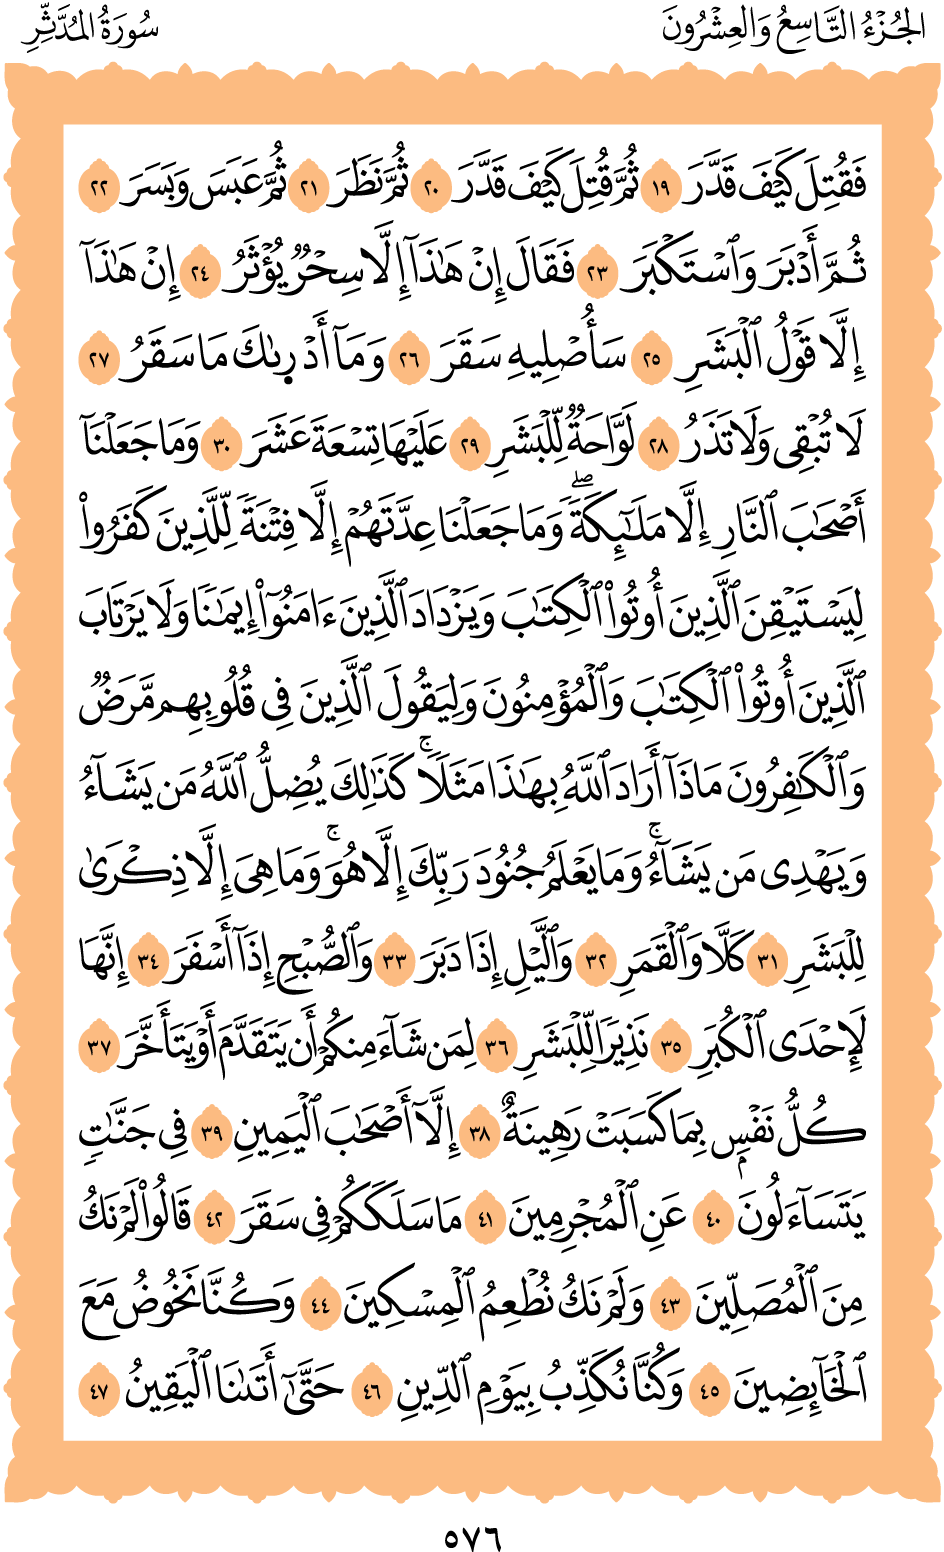 الجُزْءُ التَّاسِعُ وَالعِشْرُونَ
سُورَةُ المُدَّثِّرِ
فَقُتِلَ كَيْفَ قَدَّرَ ١٩ ثُمَّ قُتِلَ كَيْفَ قَدَّرَ ٢٠ ثُمَّ نَظَرَ ٢١ ثُمَّ عَبَسَ وَبَسَرَ ٢٢
ثُمَّ أَدْبَرَ وَٱسْتَكْبَرَ ٢٣ فَقَالَ إِنْ هَٰذَآ إِلَّا سِحْرٌ يُؤْثَرُ ٢٤ إِنْ هَٰذَآ
إِلَّا قَوْلُ ٱلْبَشَرِ ٢٥ سَأُصْلِيهِ سَقَرَ ٢٦ وَمَآ أَدْرَىٰكَ مَا سَقَرُ ٢٧
لَا تُبْقِى وَلَا تَذَرُ ٢٨ لَوَّاحَةٌ لِّلْبَشَرِ ٢٩ عَلَيْهَا تِسْعَةَ عَشَرَ ٣٠ وَمَا جَعَلْنَآ
أَصْحَٰبَ ٱلنَّارِ إِلَّا مَلَٰٓئِكَةً ۖ وَمَا جَعَلْنَا عِدَّتَهُمْ إِلَّا فِتْنَةً لِّلَّذِينَ كَفَرُوا۟
لِيَسْتَيْقِنَ ٱلَّذِينَ أُوتُوا۟ ٱلْكِتَٰبَ وَيَزْدَادَ ٱلَّذِينَ ءَامَنُوٓا۟ إِيمَٰنًا وَلَا يَرْتَابَ
ٱلَّذِينَ أُوتُوا۟ ٱلْكِتَٰبَ وَٱلْمُؤْمِنُونَ وَلِيَقُولَ ٱلَّذِينَ فِى قُلُوبِهِم مَّرَضٌ
وَٱلْكَٰفِرُونَ مَاذَآ أَرَادَ ٱللَّهُ بِهَٰذَا مَثَلًا ۚ كَذَٰلِكَ يُضِلُّ ٱللَّهُ مَن يَشَآءُ
وَيَهْدِى مَن يَشَآءُ ۚ وَمَا يَعْلَمُ جُنُودَ رَبِّكَ إِلَّا هُوَ ۚ وَمَا هِىَ إِلَّا ذِكْرَىٰ
لِلْبَشَرِ ٣١ كَلَّا وَٱلْقَمَرِ ٣٢ وَٱلَّيْلِ إِذَا دَبَرَ ٣٣ وَٱلصُّبْحِ إِذَآ أَسْفَرَ ٣٤ إِنَّهَا
لَإِحْدَى ٱلْكُبَرِ ٣٥ نَذِيرًا لِّلْبَشَرِ ٣٦ لِمَن شَآءَ مِنكُمْ أَن يَتَقَدَّمَ أَوْ يَتَأَخَّرَ ٣٧
كُلُّ نَفْسٍۭ بِمَا كَسَبَتْ رَهِينَةٌ ٣٨ إِلَّآ أَصْحَٰبَ ٱلْيَمِينِ ٣٩ فِى جَنَّٰتٍ
يَتَسَآءَلُونَ ٤٠ عَنِ ٱلْمُجْرِمِينَ ٤١ مَا سَلَكَكُمْ فِى سَقَرَ ٤٢ قَالُوا۟ لَمْ نَكُ
مِنَ ٱلْمُصَلِّينَ ٤٣ وَلَمْ نَكُ نُطْعِمُ ٱلْمِسْكِينَ ٤٤ وَكُنَّا نَخُوضُ مَعَ
ٱلْخَآئِضِينَ ٤٥ وَكُنَّا نُكَذِّبُ بِيَوْمِ ٱلدِّينِ ٤٦ حَتَّىٰٓ أَتَىٰنَا ٱلْيَقِينُ ٤٧
٥٧٦